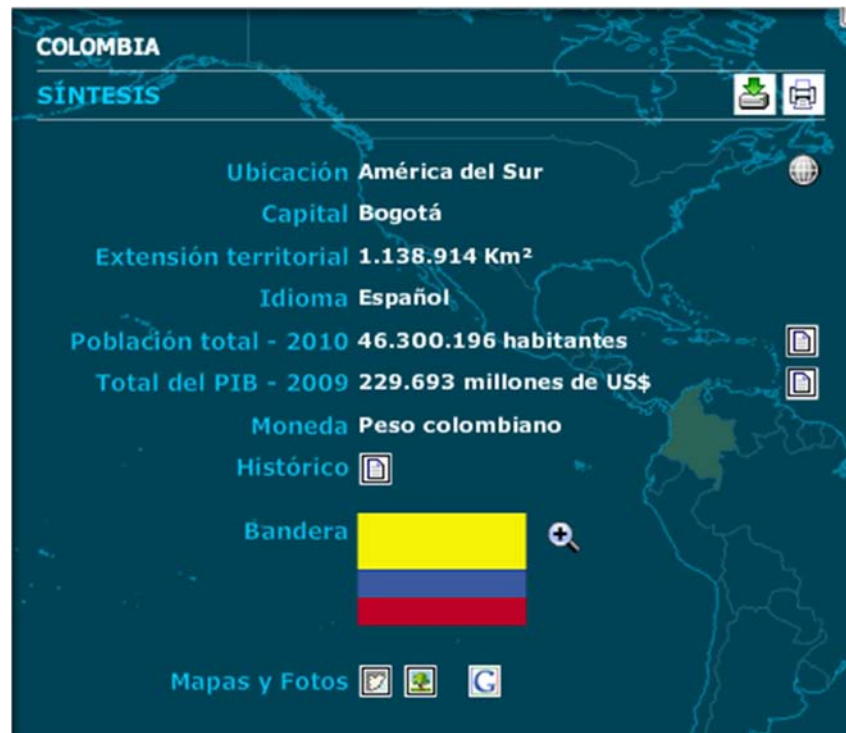 COLOMBIA
SÍNTESIS
Ubicación América del Sur
Capital Bogotá
Extensión territorial 1.138.914 Km²
Idioma Español
Población total - 2010 46.300.196 habitantes
Total del PIB - 2009 229.693 millones de US$
Moneda Peso colombiano
Histórico
Bandera
Mapas y Fotos G